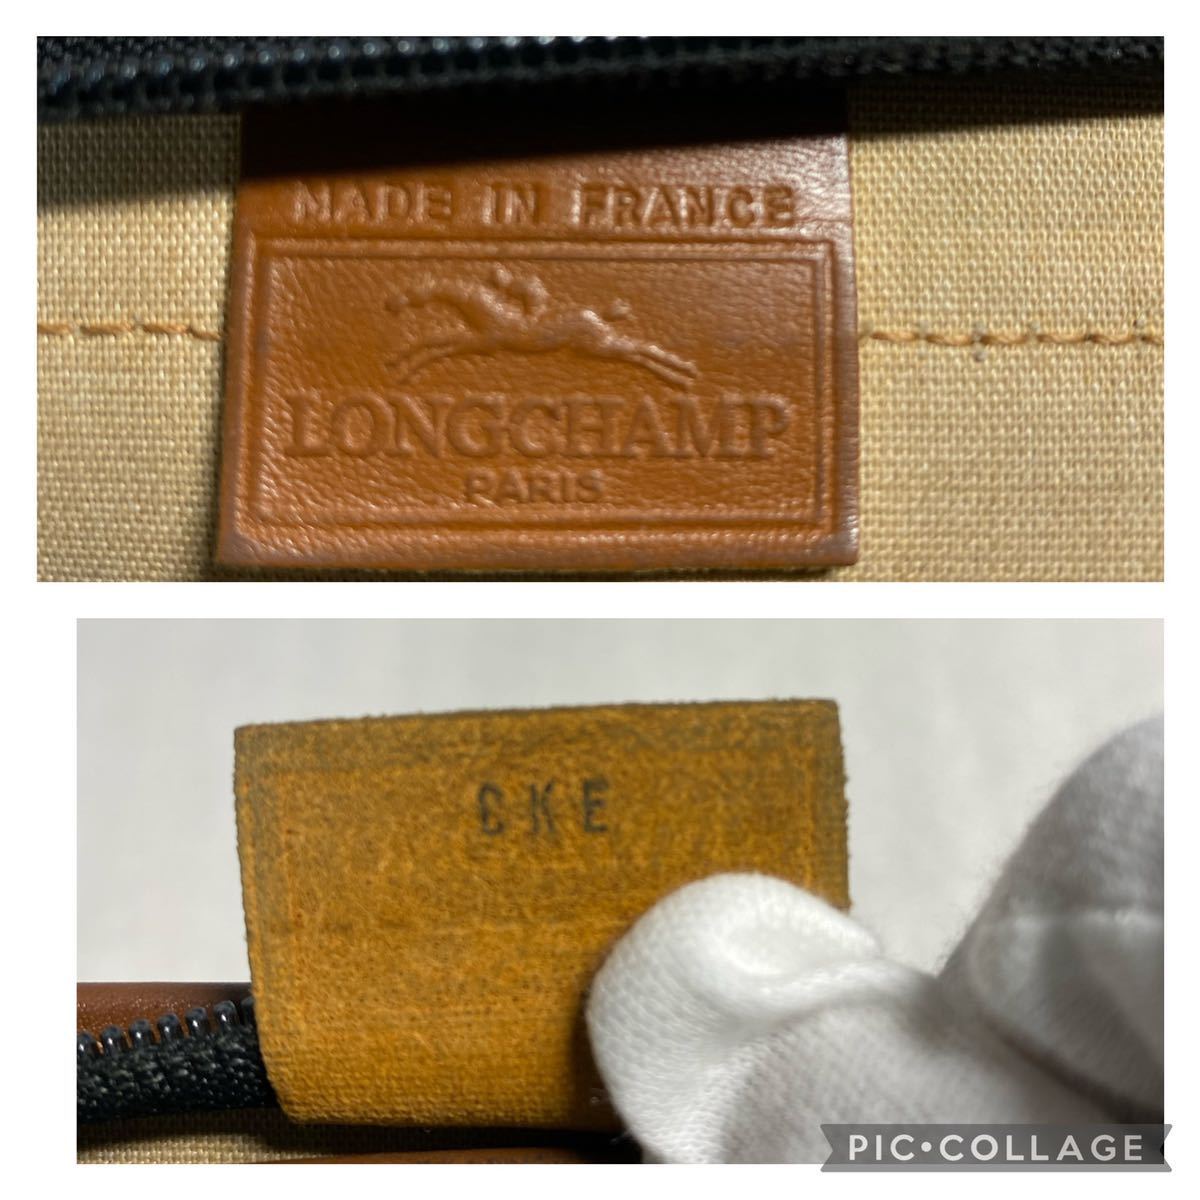 MADE IN FRANCE
LONGCHAMP
PARIS
CKE
PIC•COLLAGE